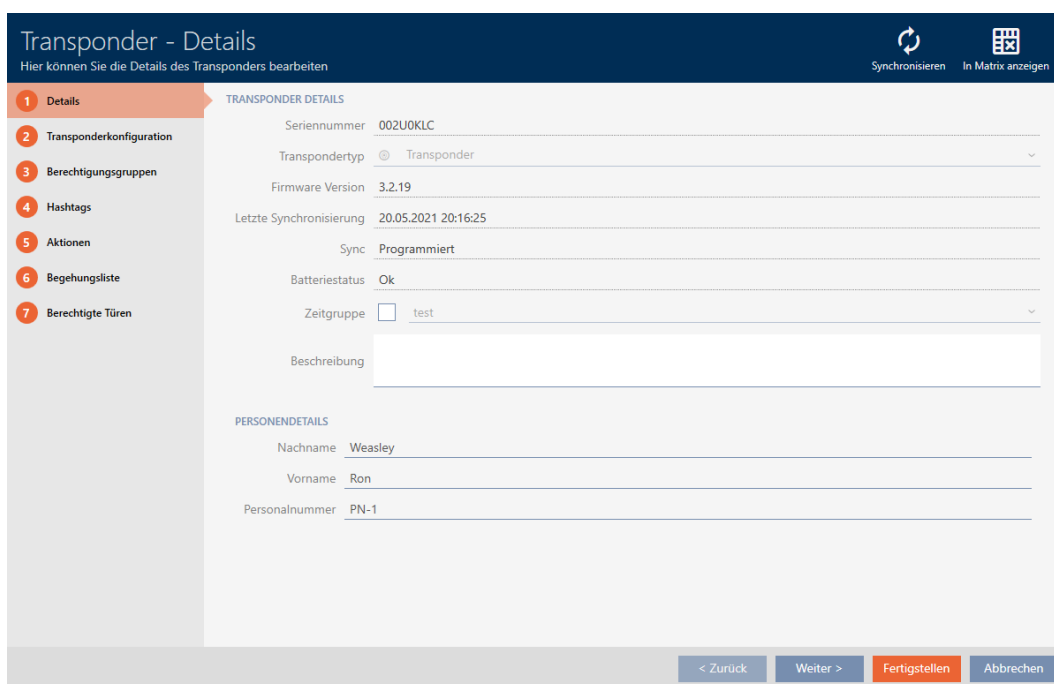 Transponder - Details
Hier können Sie die Details des Transponders bearbeiten
Synchronisieren
In Matrix anzeigen
1 Details
2 Transponderkonfiguration
3 Berechtigungsgruppen
4 Hashtags
5 Aktionen
6 Begehungsliste
7 Berechtigte Türen
TRANSPONDER DETAILS
Seriennummer 002U0KLC
Transpondertyp Transponder
Firmware Version 3.2.19
Letzte Synchronisierung 20.05.2021 20:16:25
Sync Programmiert
Batteriestatus Ok
Zeitgruppe test
Beschreibung
PERSONENDETAILS
Nachname Weasley
Vorname Ron
Personalnummer PN-1
< Zurück
Weiter >
Fertigstellen
Abbrechen